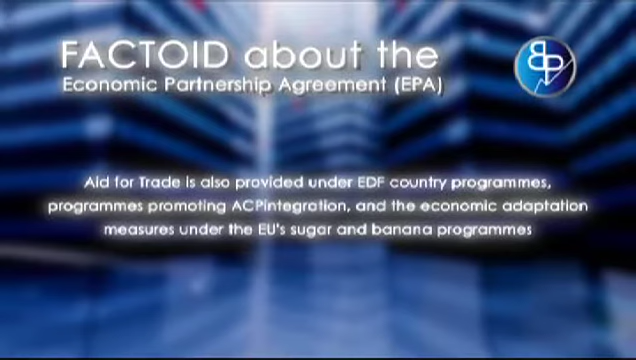 FACTOID about the
Economic Partnership Agreement (EPA)
Aid for Trade is also provided under EDF country programmes,
programmes promoting ACPintegration, and the economic adaptation
measures under the EU's sugar and banana programmes